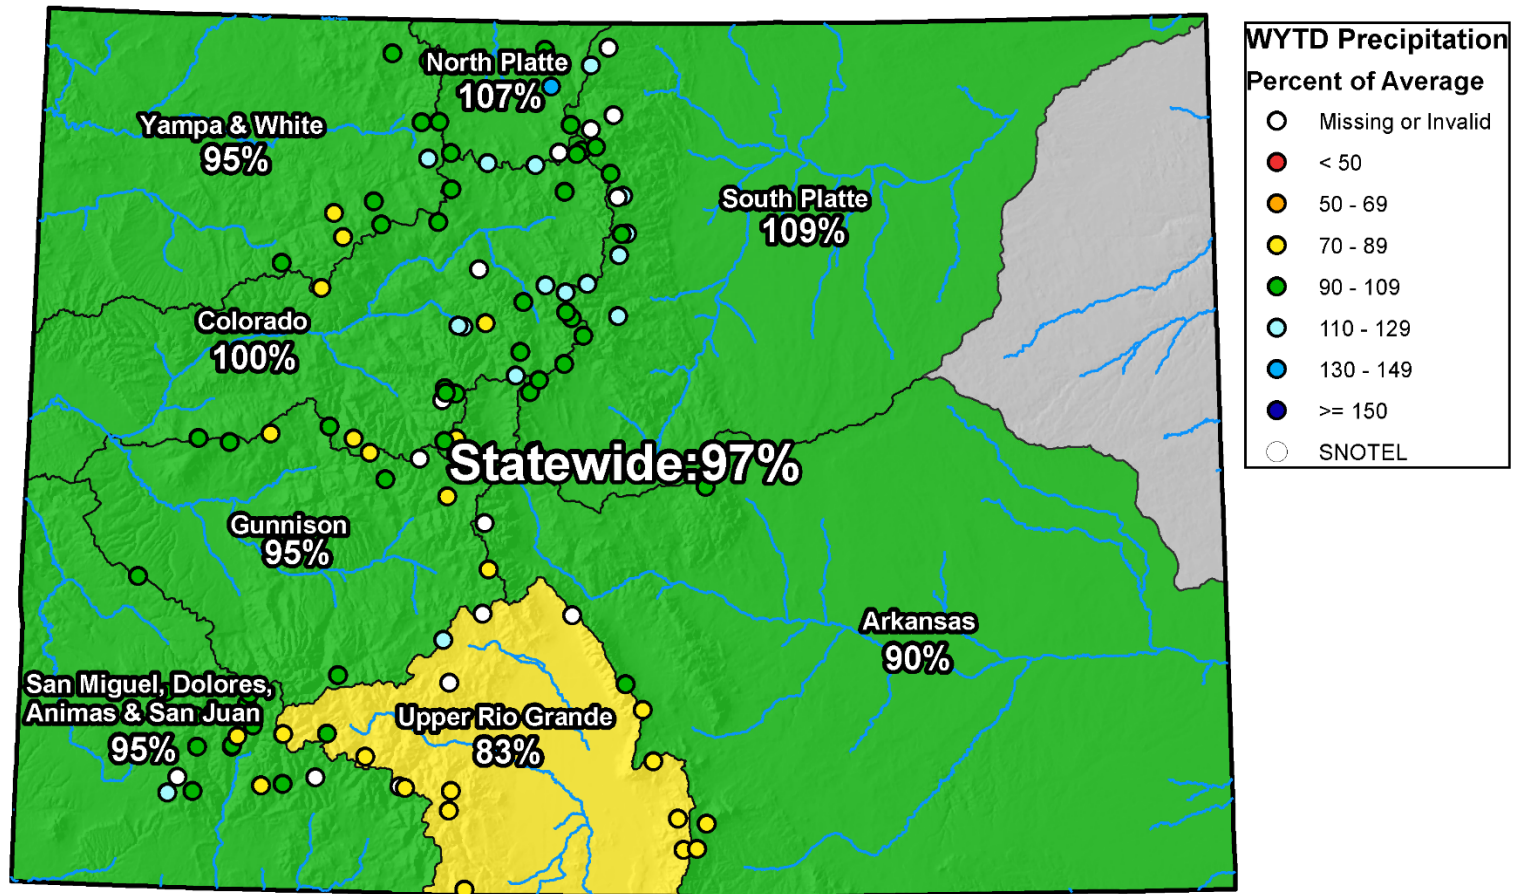 North Platte
107%
Yampa & White
95%
South Platte
109%
Colorado
100%
Statewide:97%
Gunnison
95%
Arkansas
90%
San Miguel, Dolores,
Animas & San Juan
95%
Upper Rio Grande
83%
WYTD Precipitation
Percent of Average
Missing or Invalid
< 50
50 - 69
70 - 89
90 - 109
110 - 129
130 - 149
>= 150
SNOTEL